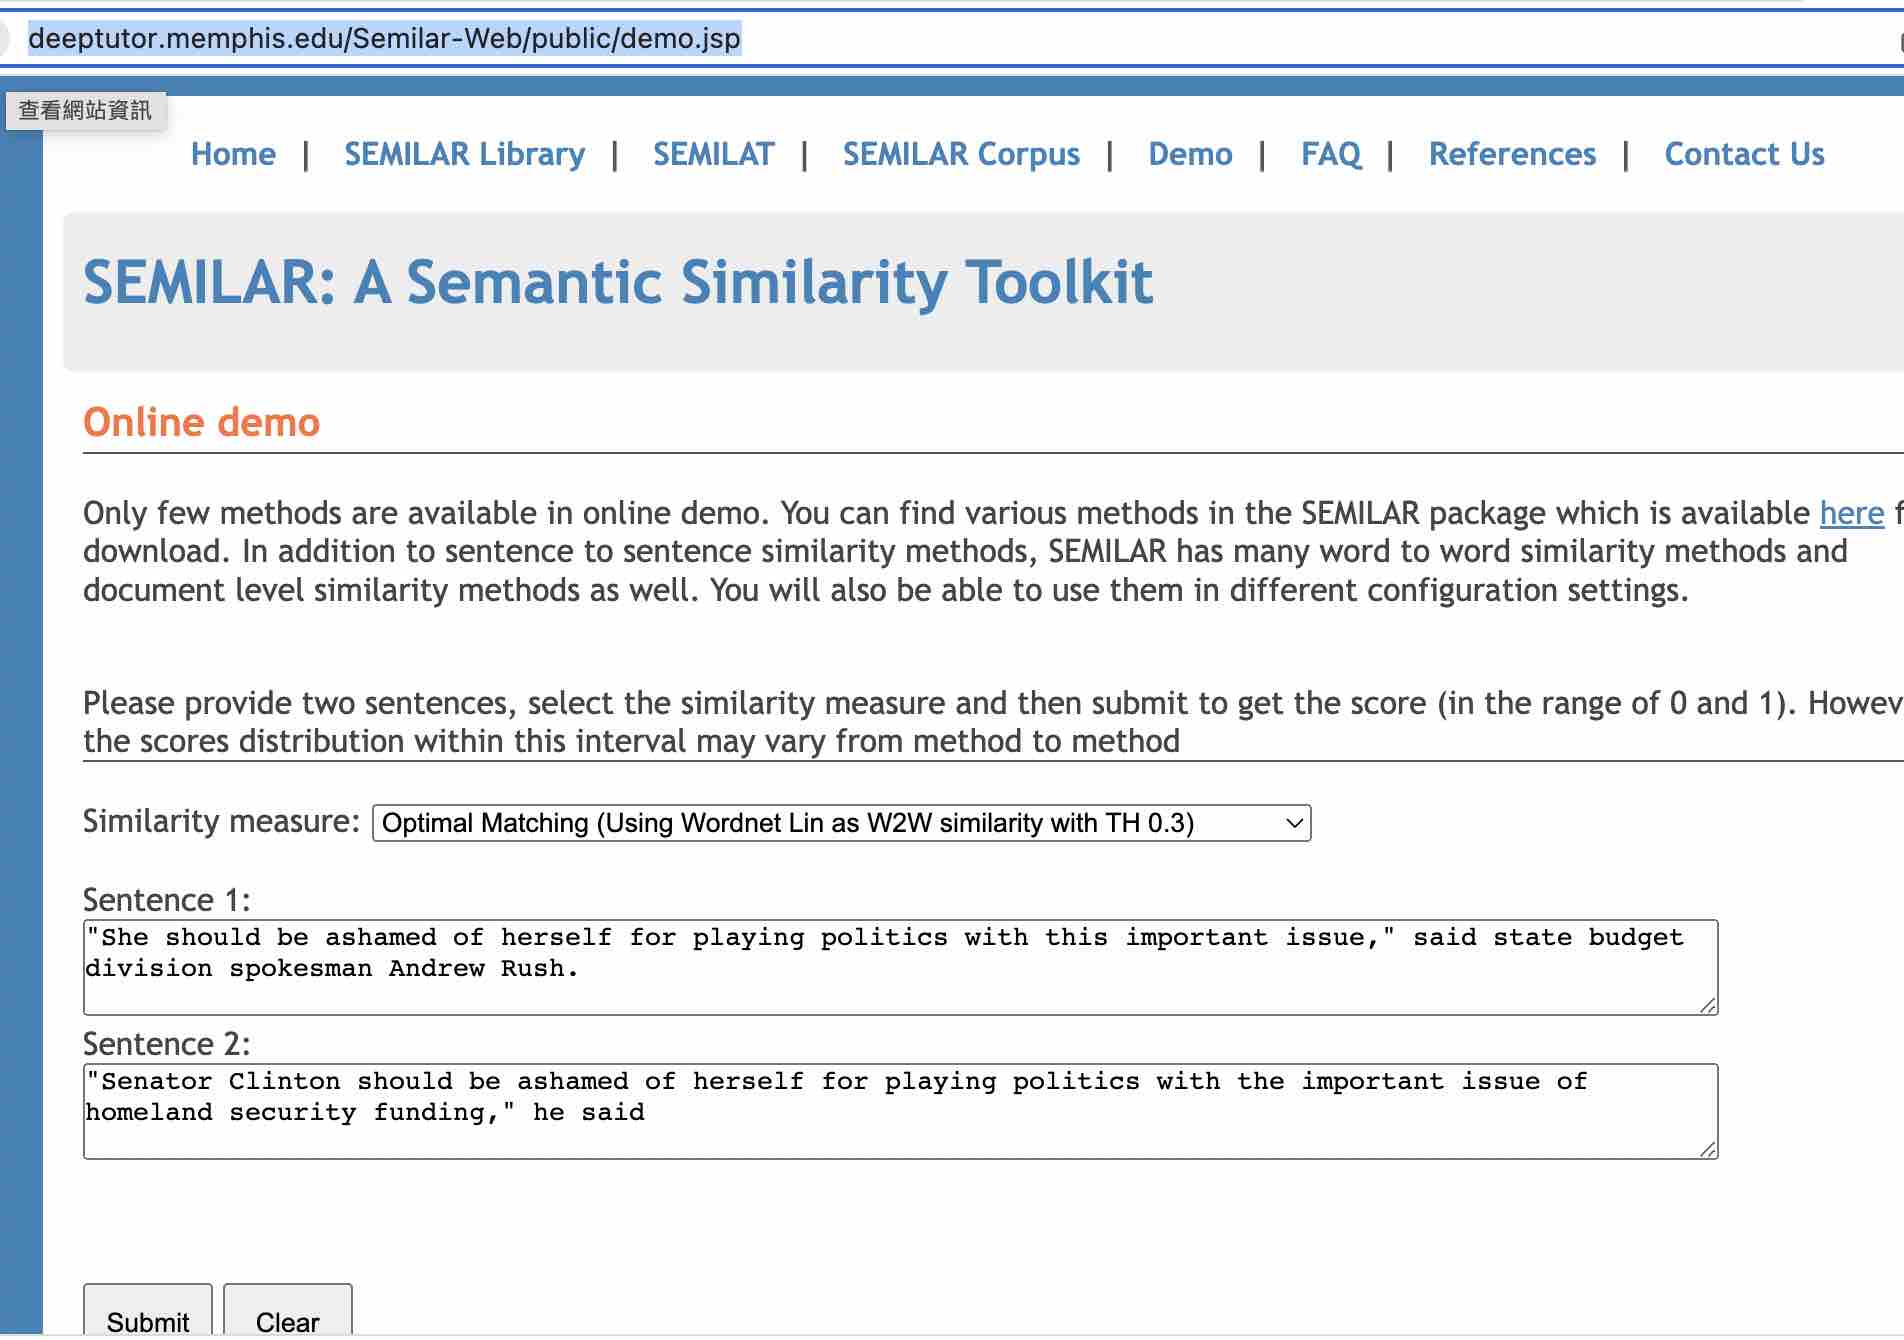 deeptutor.memphis.edu/Semilar-Web/public/demo.jsp
查看網站資訊
Home | SEMILAR Library | SEMILAT | SEMILAR Corpus | Demo | FAQ | References | Contact Us
SEMILAR: A Semantic Similarity Toolkit
Online demo
Only few methods are available in online demo. You can find various methods in the SEMILAR package which is available here f
download. In addition to sentence to sentence similarity methods, SEMILAR has many word to word similarity methods and
document level similarity methods as well. You will also be able to use them in different configuration settings.
Please provide two sentences, select the similarity measure and then submit to get the score (in the range of 0 and 1). Howev
the scores distribution within this interval may vary from method to method
Similarity measure: Optimal Matching (Using Wordnet Lin as W2W similarity with TH 0.3)
Sentence 1:
"She should be ashamed of herself for playing politics with this important issue," said state budget
division spokesman Andrew Rush.
Sentence 2:
"Senator Clinton should be ashamed of herself for playing politics with the important issue of
homeland security funding," he said
Submit Clear